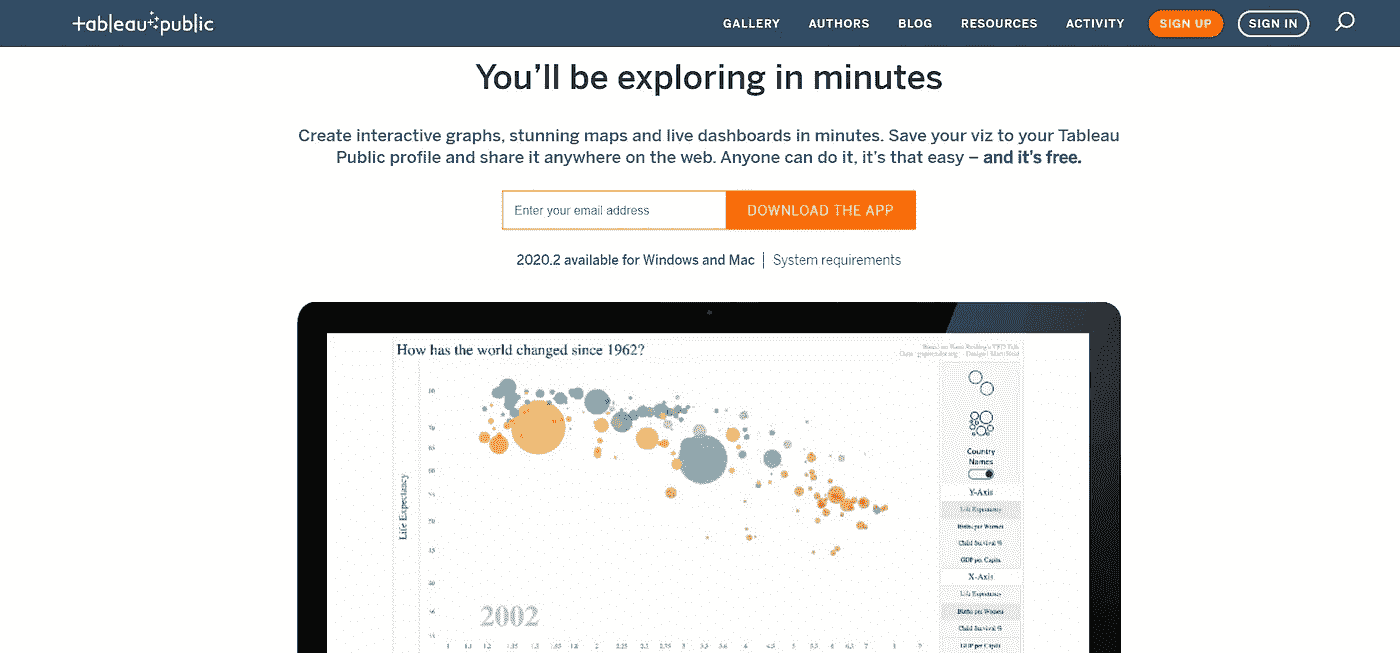 tableau public
GALLERY AUTHORS BLOG RESOURCES ACTIVITY SIGN UP SIGN IN
You'll be exploring in minutes
Create interactive graphs, stunning maps and live dashboards in minutes. Save your viz to your Tableau
Public profile and share it anywhere on the web. Anyone can do it, it's that easy – and it's free.
Enter your email address DOWNLOAD THE APP
2020.2 available for Windows and Mac | System requirements
How has the world changed since 1962?
Country
Names
Y-Axis
Life Expectancy
Births per Women
Child Survival %
GDP per Capita
X-Axis
Life Expectancy
Births per Women
Child Survival %
GDP per Capita
Life Expectancy
2002